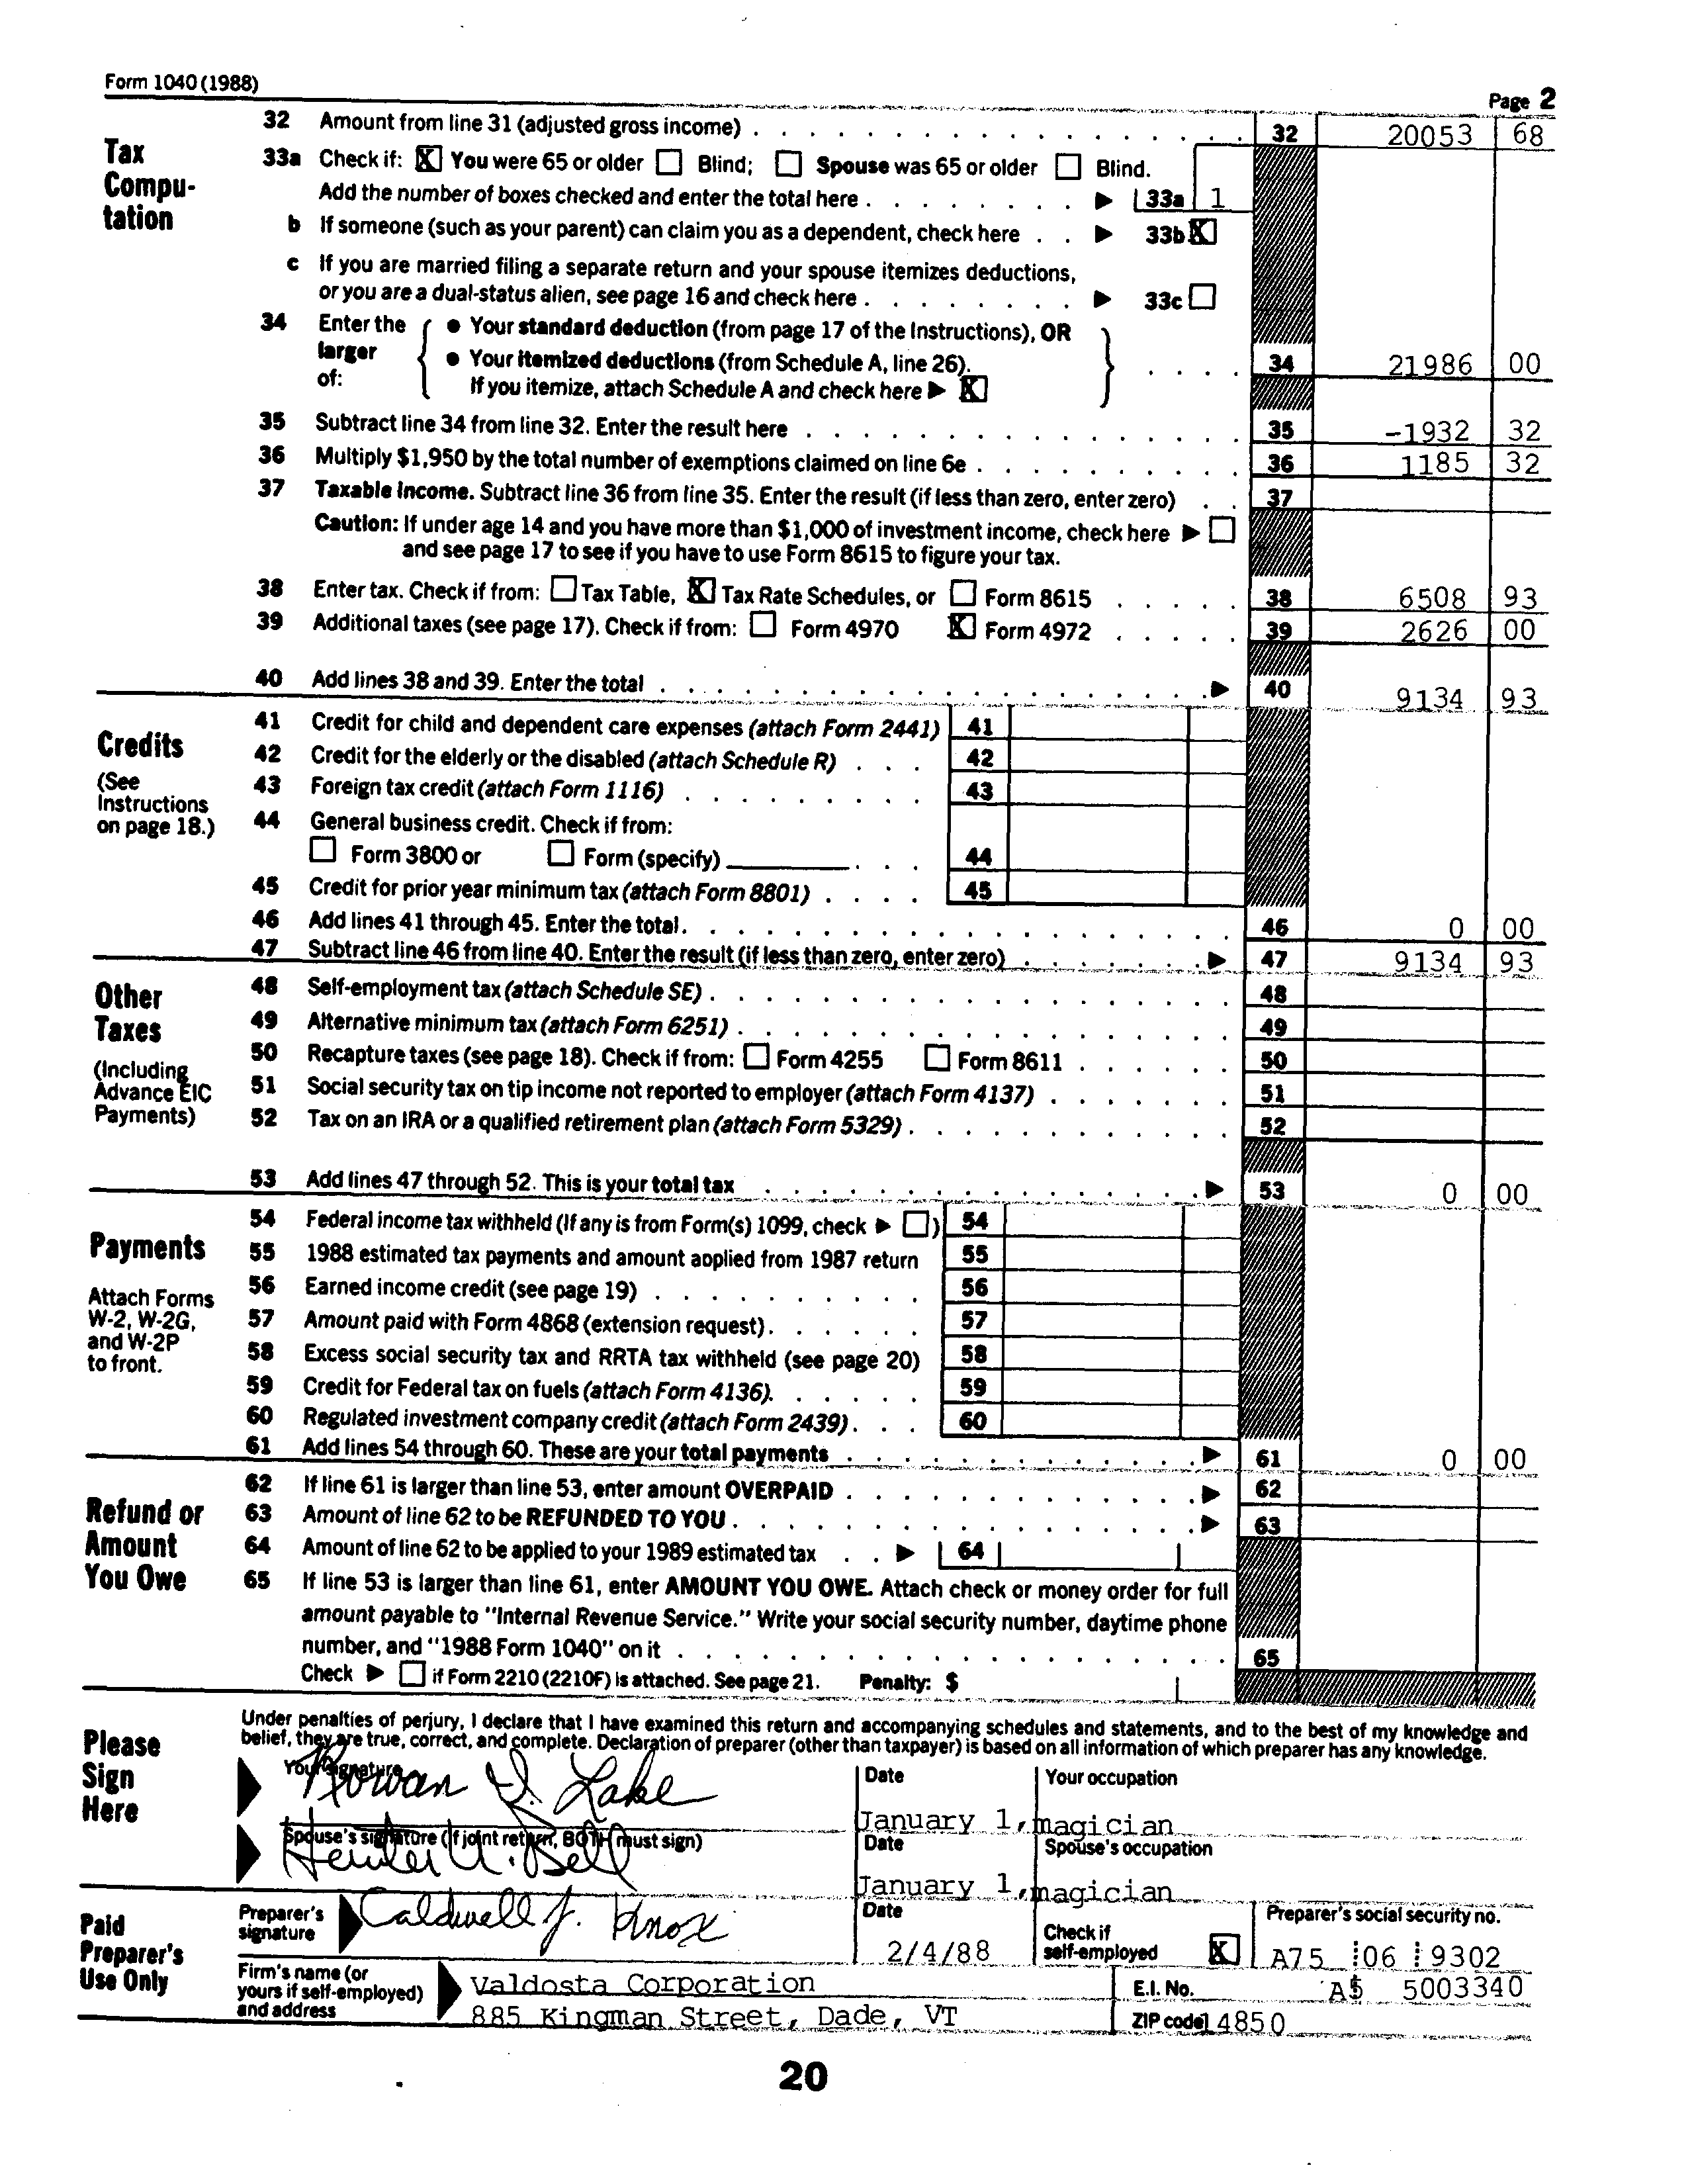 Form 1040 (1988)
Page 2
Tax Compu-tation
32 Amount from line 31 (adjusted gross income) . . . 32 20053 68
33a Check if: [X] You were 65 or older [ ] Blind; [ ] Spouse was 65 or older [ ] Blind.
Add the number of boxes checked and enter the total here . . . ▶ 33a 1
b If someone (such as your parent) can claim you as a dependent, check here . . ▶ 33b [X]
c If you are married filing a separate return and your spouse itemizes deductions,
or you are a dual-status alien, see page 16 and check here . . . ▶ 33c [ ]
34 Enter the larger of: { ● Your standard deduction (from page 17 of the Instructions), OR
● Your itemized deductions (from Schedule A, line 26).
If you itemize, attach Schedule A and check here ▶ [X] } . . . . 34 21986 00
35 Subtract line 34 from line 32. Enter the result here . . . 35 -1932 32
36 Multiply $1,950 by the total number of exemptions claimed on line 6e . . . 36 1185 32
37 Taxable income. Subtract line 36 from line 35. Enter the result (if less than zero, enter zero) . . 37
Caution: If under age 14 and you have more than $1,000 of investment income, check here ▶ [ ]
and see page 17 to see if you have to use Form 8615 to figure your tax.
38 Enter tax. Check if from: [ ] Tax Table, [X] Tax Rate Schedules, or [ ] Form 8615 . . . 38 6508 93
39 Additional taxes (see page 17). Check if from: [ ] Form 4970 [X] Form 4972 . . . 39 2626 00
40 Add lines 38 and 39. Enter the total . . . ▶ 40 9134 93
Credits
(See Instructions on page 18.)
41 Credit for child and dependent care expenses (attach Form 2441) 41
42 Credit for the elderly or the disabled (attach Schedule R) . . . 42
43 Foreign tax credit (attach Form 1116) . . . 43
44 General business credit. Check if from:
[ ] Form 3800 or [ ] Form (specify) ______ . . . 44
45 Credit for prior year minimum tax (attach Form 8801) . . . . 45
46 Add lines 41 through 45. Enter the total. . . . 46 0 00
47 Subtract line 46 from line 40. Enter the result (if less than zero, enter zero) . . . ▶ 47 9134 93
Other Taxes
(Including Advance EIC Payments)
48 Self-employment tax (attach Schedule SE) . . . 48
49 Alternative minimum tax (attach Form 6251) . . . 49
50 Recapture taxes (see page 18). Check if from: [ ] Form 4255 [ ] Form 8611 . . . 50
51 Social security tax on tip income not reported to employer (attach Form 4137) . . . 51
52 Tax on an IRA or a qualified retirement plan (attach Form 5329) . . . 52
53 Add lines 47 through 52. This is your total tax . . . ▶ 53 0 00
Payments
Attach Forms W-2, W-2G, and W-2P to front.
54 Federal income tax withheld (If any is from Form(s) 1099, check ▶ [ ]) 54
55 1988 estimated tax payments and amount applied from 1987 return 55
56 Earned income credit (see page 19) . . . 56
57 Amount paid with Form 4868 (extension request) . . . 57
58 Excess social security tax and RRTA tax withheld (see page 20) 58
59 Credit for Federal tax on fuels (attach Form 4136) . . . 59
60 Regulated investment company credit (attach Form 2439) . . . 60
61 Add lines 54 through 60. These are your total payments . . . ▶ 61 0 00
Refund or Amount You Owe
62 If line 61 is larger than line 53, enter amount OVERPAID . . . ▶ 62
63 Amount of line 62 to be REFUNDED TO YOU . . . ▶ 63
64 Amount of line 62 to be applied to your 1989 estimated tax . . ▶ 64
65 If line 53 is larger than line 61, enter AMOUNT YOU OWE. Attach check or money order for full
amount payable to "Internal Revenue Service." Write your social security number, daytime phone
number, and "1988 Form 1040" on it . . . 65
Check ▶ [ ] if Form 2210 (2210F) is attached. See page 21. Penalty: $
Please Sign Here
Under penalties of perjury, I declare that I have examined this return and accompanying schedules and statements, and to the best of my knowledge and
belief, they are true, correct, and complete. Declaration of preparer (other than taxpayer) is based on all information of which preparer has any knowledge.
Your signature Rowan I. Lake
Date January 1,
Your occupation magician
Spouse's signature (if joint return, BOTH must sign) Hunter A. Bell
Date January 1,
Spouse's occupation magician
Paid Preparer's Use Only
Preparer's signature Caldwell J. Knox
Date 2/4/88
Check if self-employed [X]
Preparer's social security no. A75 06 9302
Firm's name (or yours if self-employed) and address
Valdosta Corporation
885 Kingman Street, Dade, VT
E.I. No. A$ 5003340
ZIP code 14850
20